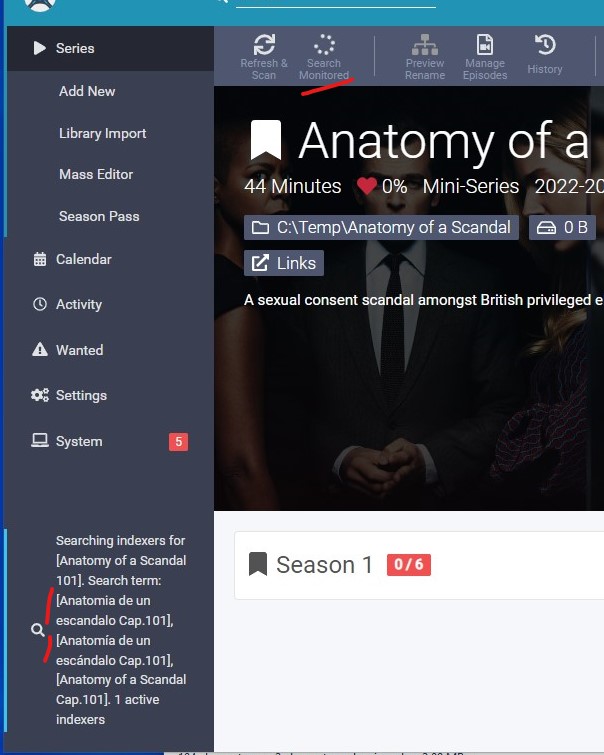 Series
Add New
Library Import
Mass Editor
Season Pass
Calendar
Activity
Wanted
Settings
System 5
Searching indexers for
[Anatomy of a Scandal
101]. Search term:
[Anatomia de un
escandalo Cap.101],
[Anatomía de un
escándalo Cap.101],
[Anatomy of a Scandal
Cap.101]. 1 active
indexers
Refresh &
Scan
Search
Monitored
Preview
Rename
Manage
Episodes
History
Anatomy of a
44 Minutes 0% Mini-Series 2022-20
C:\Temp\Anatomy of a Scandal 0 B
Links
A sexual consent scandal amongst British privileged e
Season 1 0 / 6